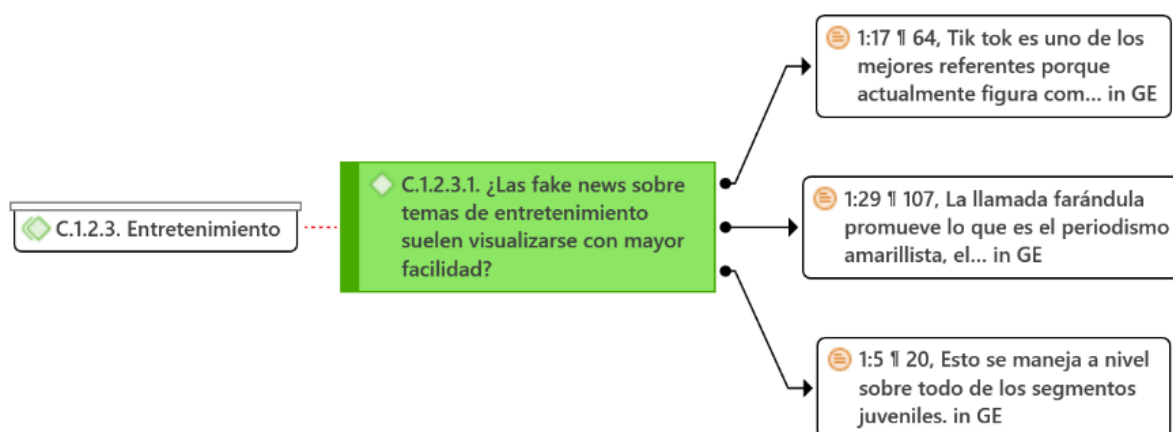 1:17 ¶ 64, Tik tok es uno de los
mejores referentes porque
actualmente figura com... in GE
C.1.2.3. Entretenimiento
C.1.2.3.1. ¿Las fake news sobre
temas de entretenimiento
suelen visualizarse con mayor
facilidad?
1:29 ¶ 107, La llamada farándula
promueve lo que es el periodismo
amarillista, el... in GE
1:5 ¶ 20, Esto se maneja a nivel
sobre todo de los segmentos
juveniles. in GE